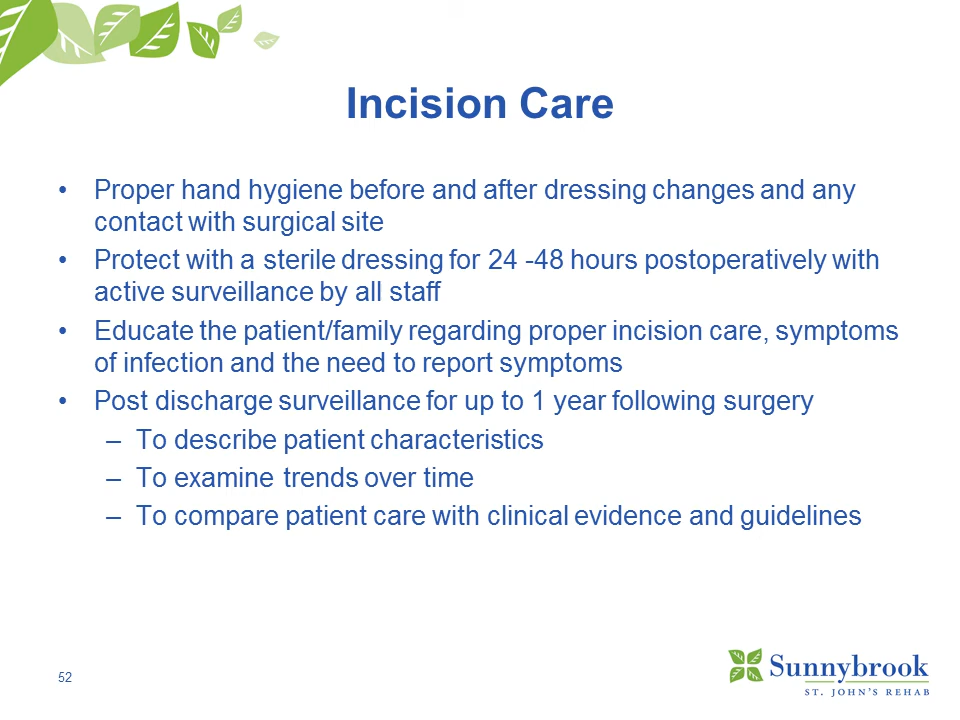 Incision Care
• Proper hand hygiene before and after dressing changes and any
contact with surgical site
• Protect with a sterile dressing for 24 -48 hours postoperatively with
active surveillance by all staff
• Educate the patient/family regarding proper incision care, symptoms
of infection and the need to report symptoms
• Post discharge surveillance for up to 1 year following surgery
– To describe patient characteristics
– To examine trends over time
– To compare patient care with clinical evidence and guidelines
52
Sunnybrook
ST. JOHN'S REHAB